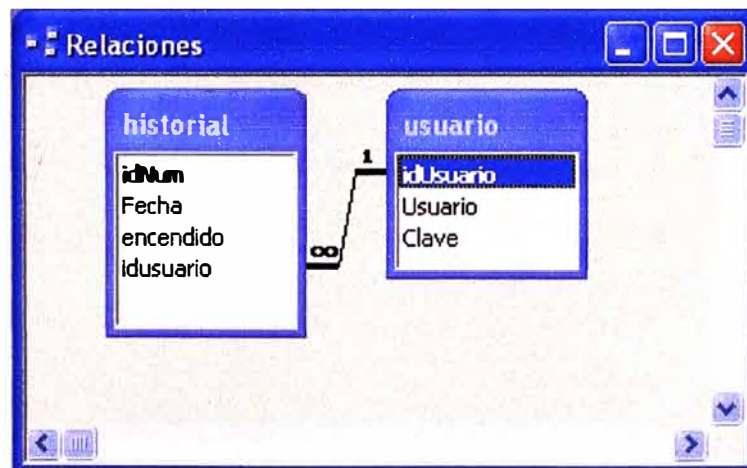 Relaciones
historial
idNum
Fecha
encendido
idusuario
∞
1
usuario
idUsuario
Usuario
Clave